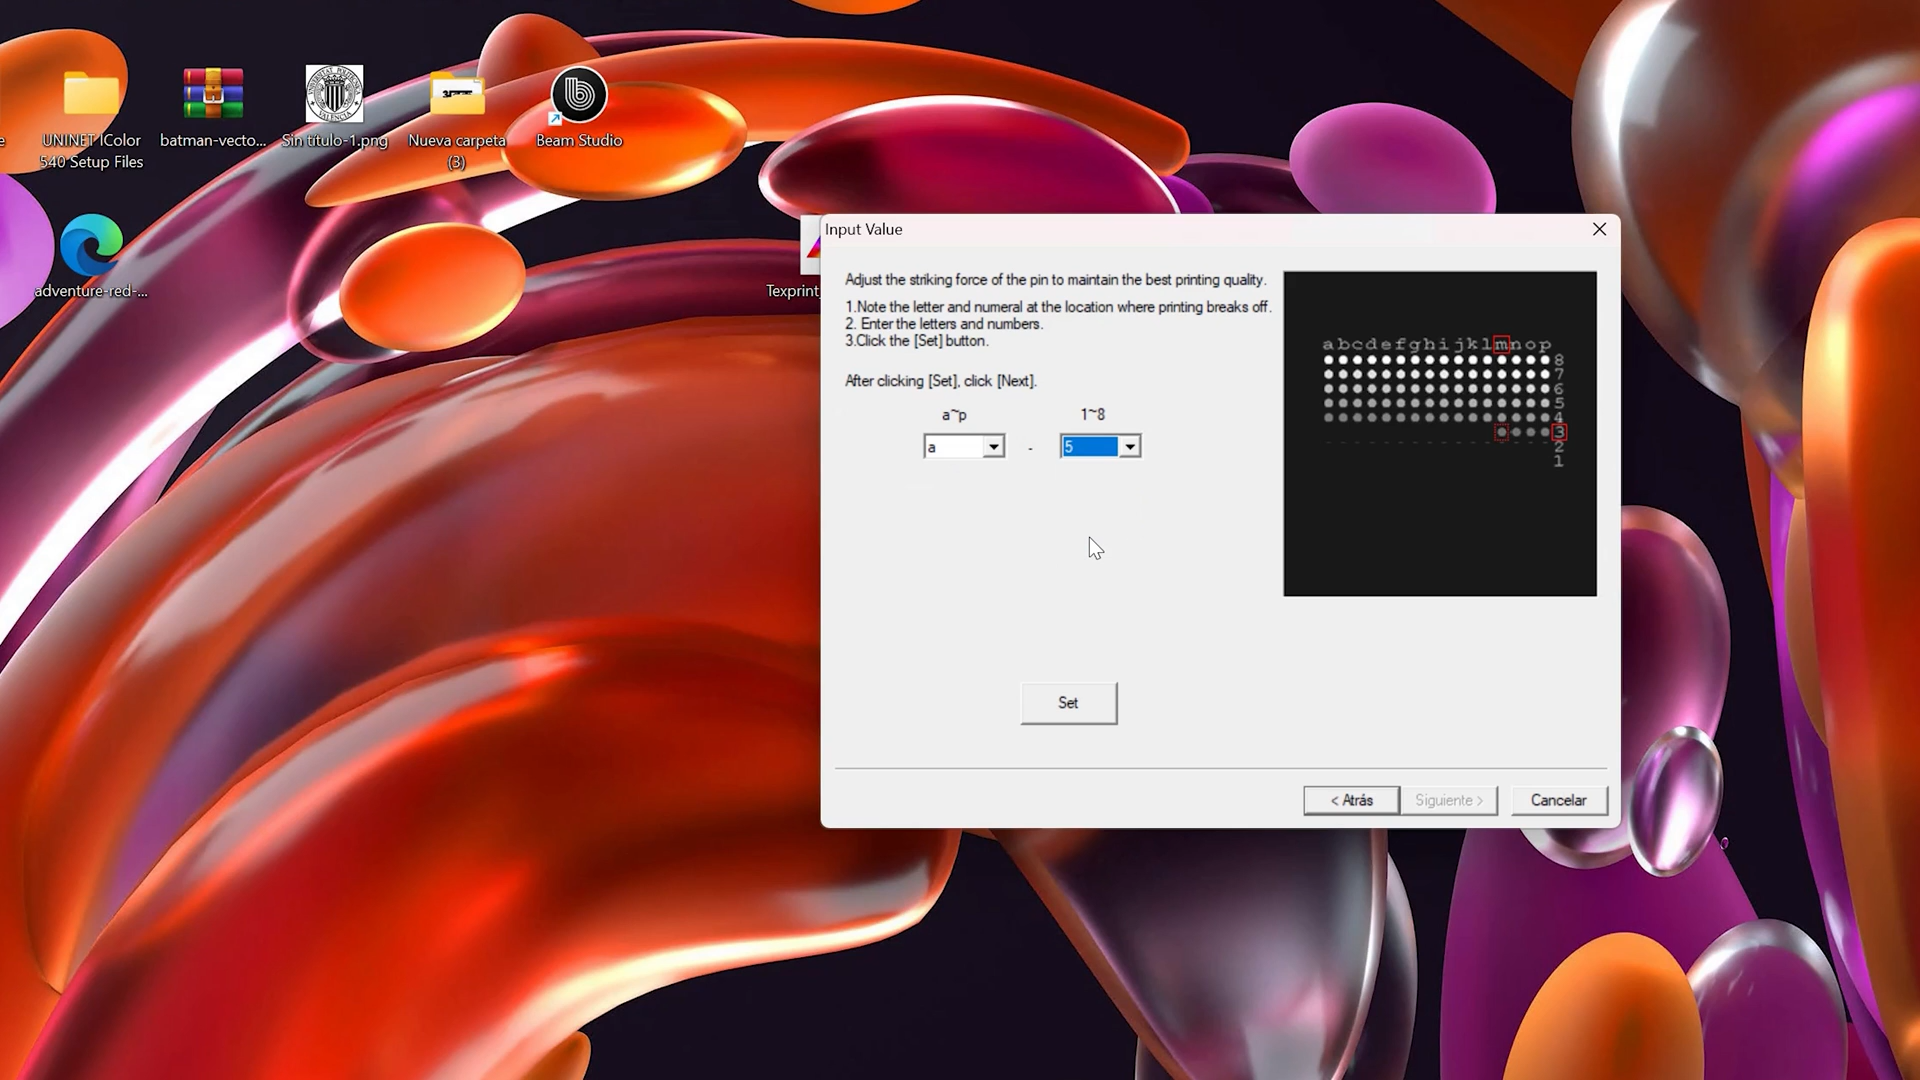 e
UNINET IColor
540 Setup Files
batman-vecto...
Sin título-1.png
Nueva carpeta
(3)
Beam Studio
adventure-red-...
Texprint
Input Value
Adjust the striking force of the pin to maintain the best printing quality.
1.Note the letter and numeral at the location where printing breaks off.
2. Enter the letters and numbers.
3.Click the [Set] button.
After clicking [Set], click [Next].
a~p
1~8
a
-
5
Set
a b c d e f g h i j k l m n o p
8
7
6
5
4
3
2
1
< Atrás
Siguiente >
Cancelar